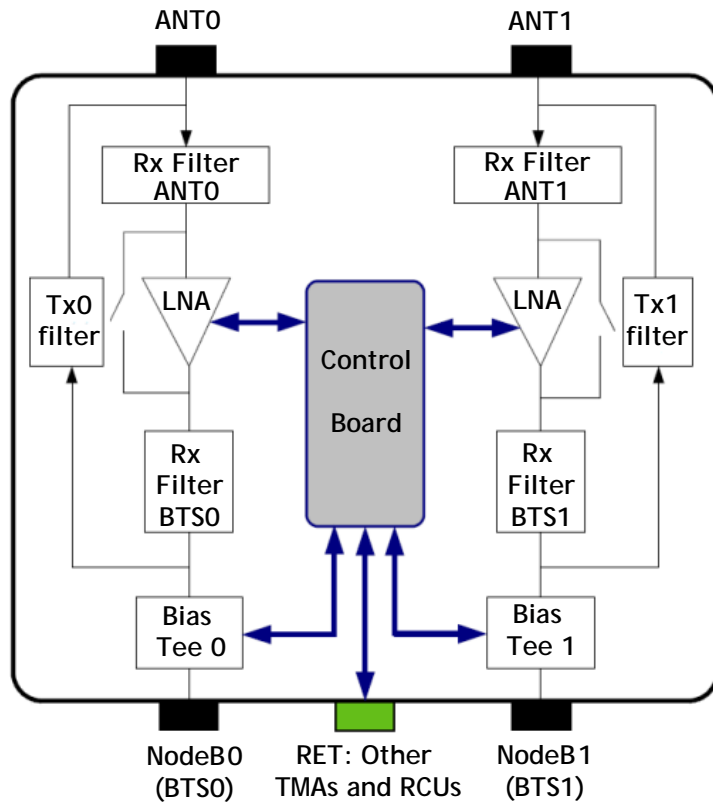 ANT0
ANT1
Rx Filter
ANT0
Rx Filter
ANT1
Tx0
filter
LNA
Control
Board
LNA
Tx1
filter
Rx
Filter
BTS0
Rx
Filter
BTS1
Bias
Tee 0
Bias
Tee 1
NodeB0
(BTS0)
RET: Other
TMAs and RCUs
NodeB1
(BTS1)